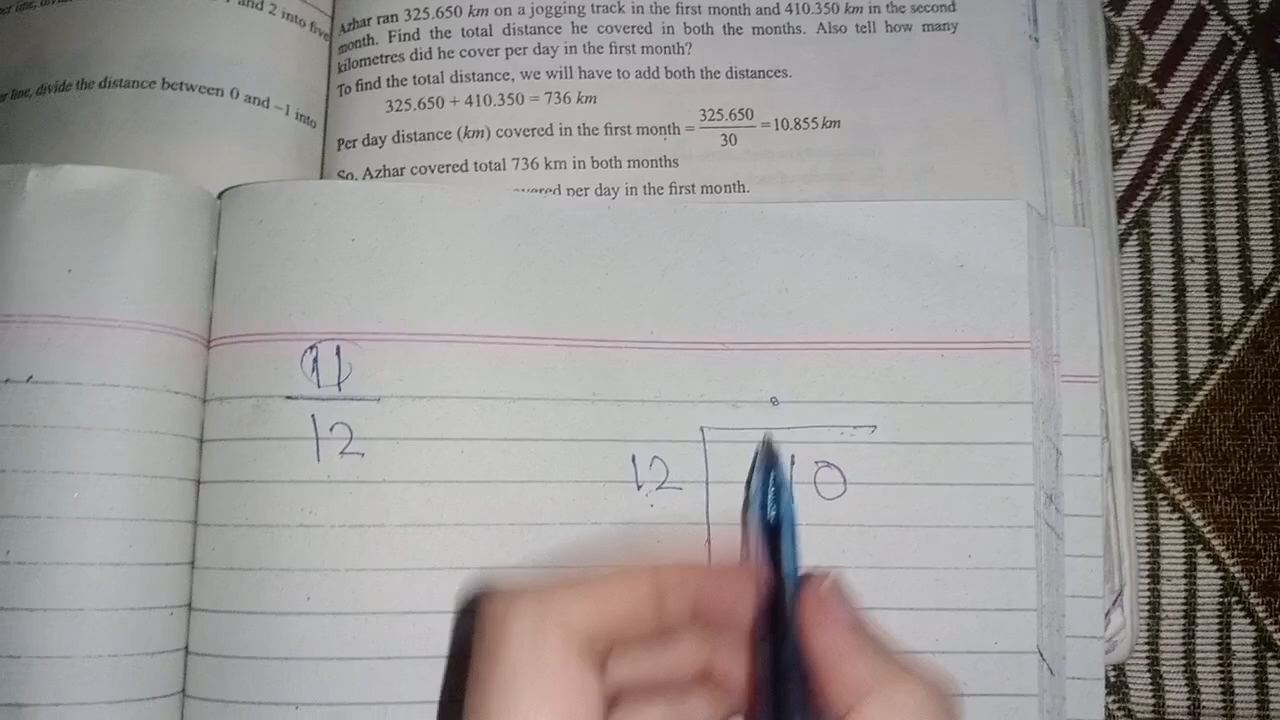 and 2 into five
line, divide the distance between 0 and −1 into
Azhar ran 325.650 km on a jogging track in the first month and 410.350 km in the second
month. Find the total distance he covered in both the months. Also tell how many
kilometres did he cover per day in the first month?
To find the total distance, we will have to add both the distances.
325.650 + 410.350 = 736 km
Per day distance (km) covered in the first month = 325.650/30 = 10.855 km
So, Azhar covered total 736 km in both months
per day in the first month.
11
12
12
10